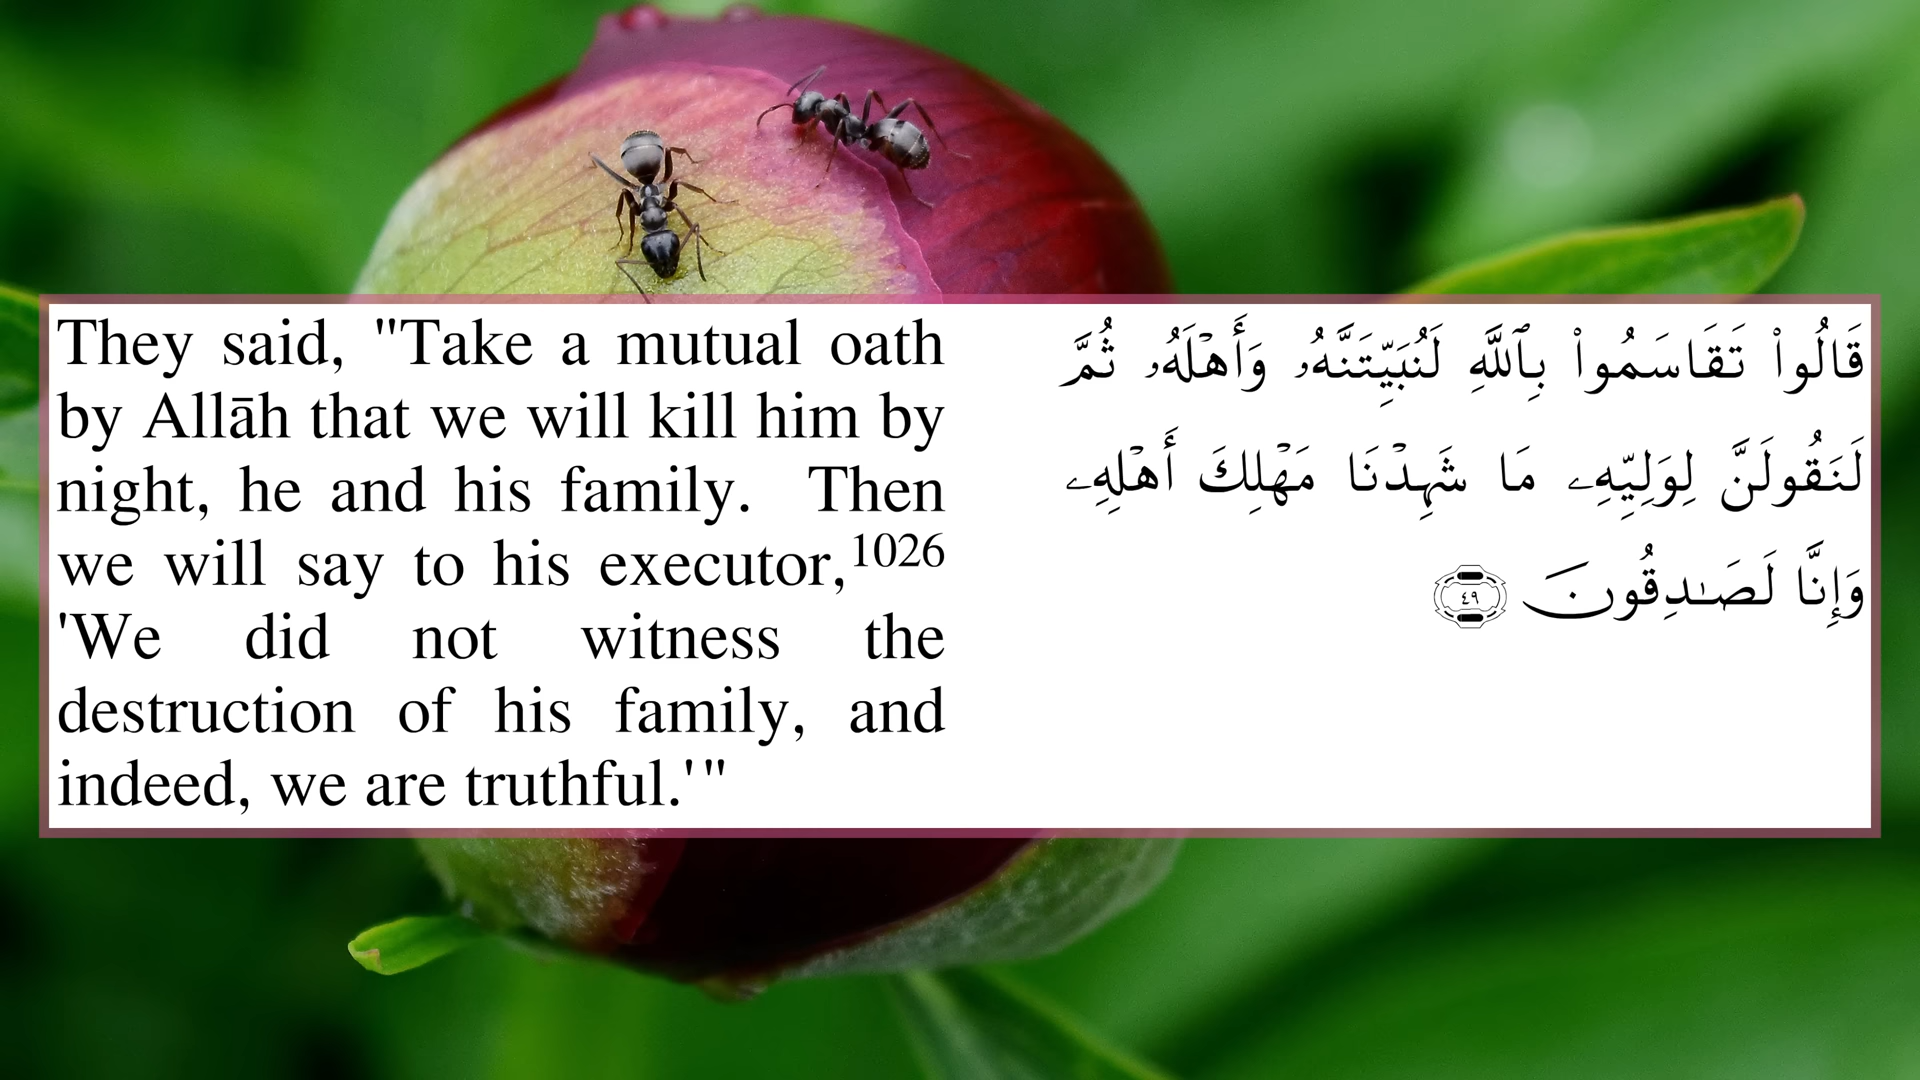 They said, "Take a mutual oath
by Allāh that we will kill him by
night, he and his family. Then
we will say to his executor,1026
'We did not witness the
destruction of his family, and
indeed, we are truthful.'"
قَالُوا۟ تَقَاسَمُوا۟ بِٱللَّهِ لَنُبَيِّتَنَّهُۥ وَأَهْلَهُۥ ثُمَّ
لَنَقُولَنَّ لِوَلِيِّهِۦ مَا شَهِدْنَا مَهْلِكَ أَهْلِهِۦ
وَإِنَّا لَصَـٰدِقُونَ ٤٩